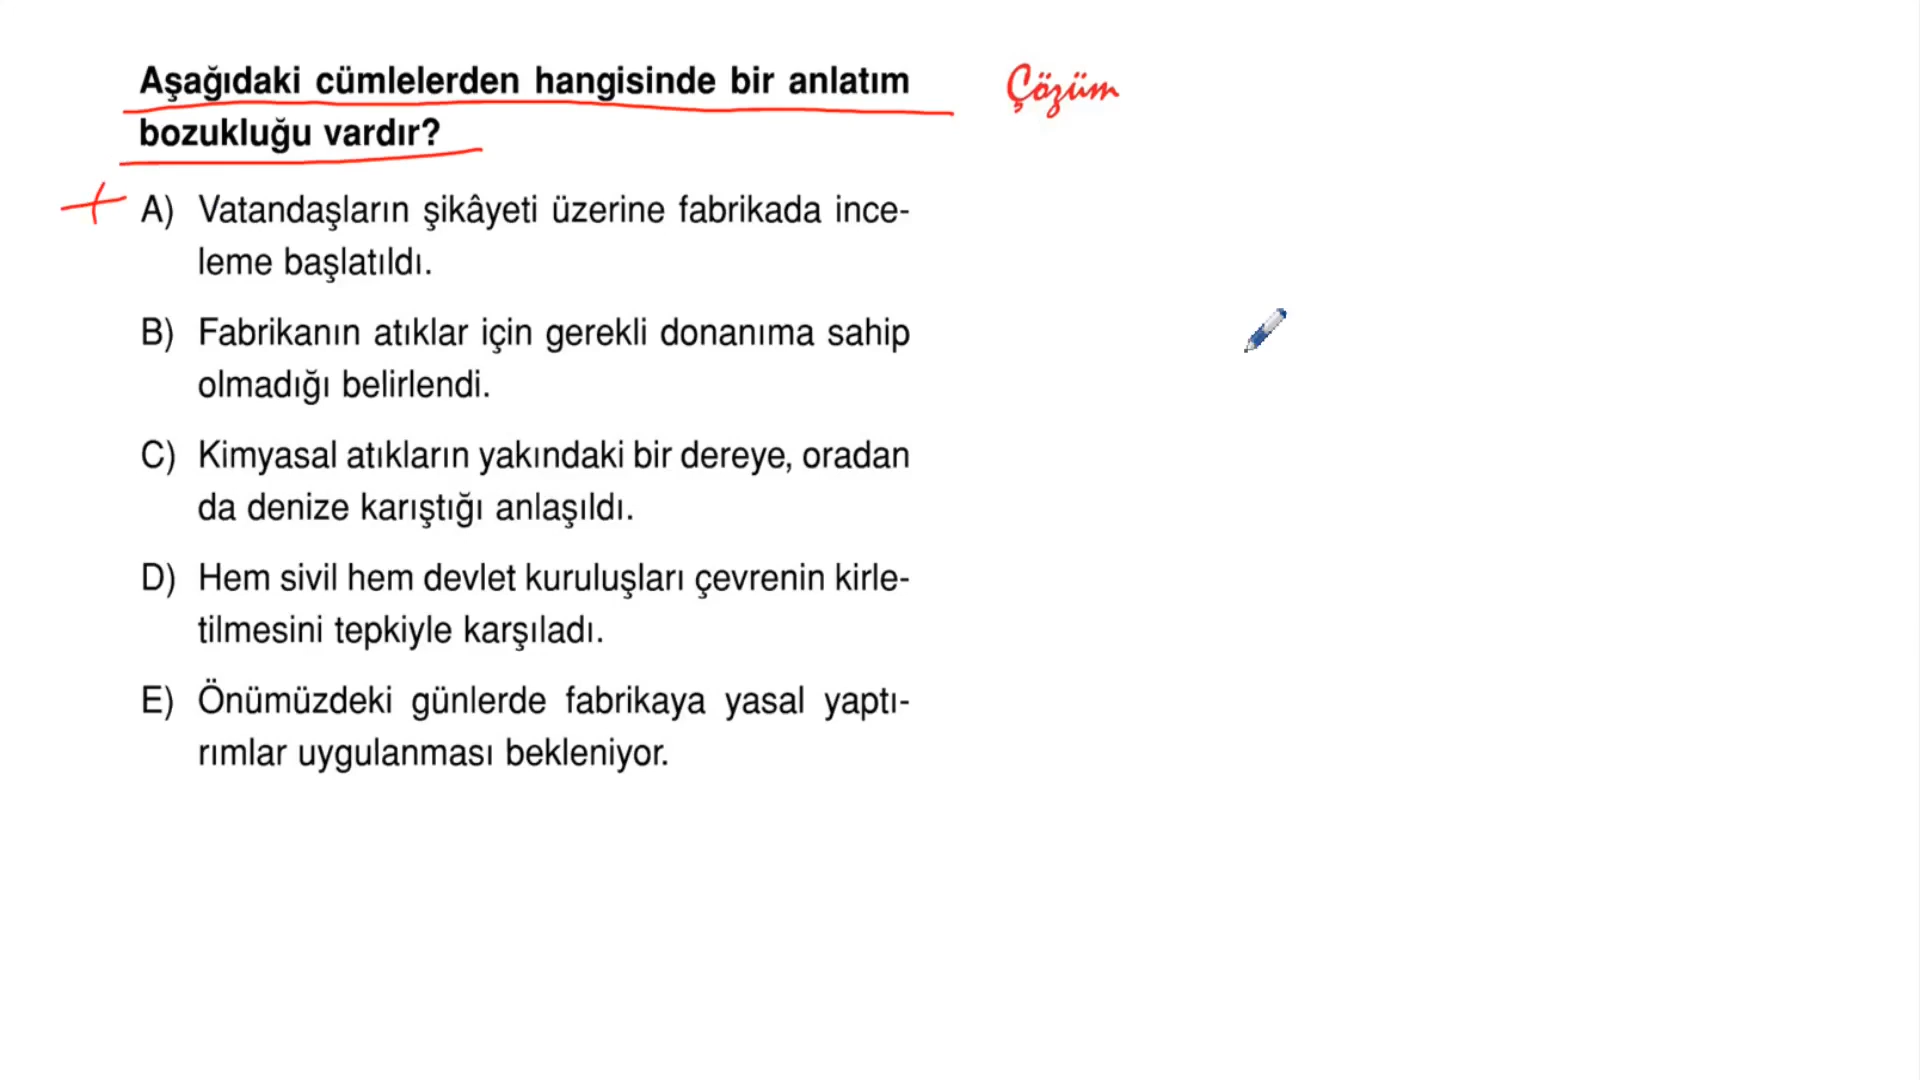 Aşağıdaki cümlelerden hangisinde bir anlatım
bozukluğu vardır?
Çözüm
+ A) Vatandaşların şikâyeti üzerine fabrikada ince-
leme başlatıldı.
B) Fabrikanın atıklar için gerekli donanıma sahip
olmadığı belirlendi.
C) Kimyasal atıkların yakındaki bir dereye, oradan
da denize karıştığı anlaşıldı.
D) Hem sivil hem devlet kuruluşları çevrenin kirle-
tilmesini tepkiyle karşıladı.
E) Önümüzdeki günlerde fabrikaya yasal yaptı-
rımlar uygulanması bekleniyor.